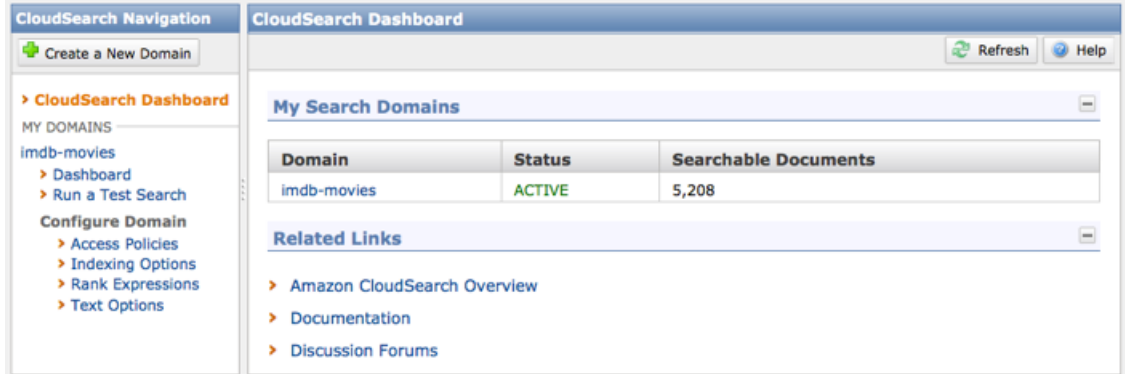 CloudSearch Navigation
Create a New Domain
CloudSearch Dashboard
MY DOMAINS
imdb-movies
Dashboard
Run a Test Search
Configure Domain
Access Policies
Indexing Options
Rank Expressions
Text Options
CloudSearch Dashboard
Refresh Help
My Search Domains
Domain Status Searchable Documents
imdb-movies ACTIVE 5,208
Related Links
Amazon CloudSearch Overview
Documentation
Discussion Forums